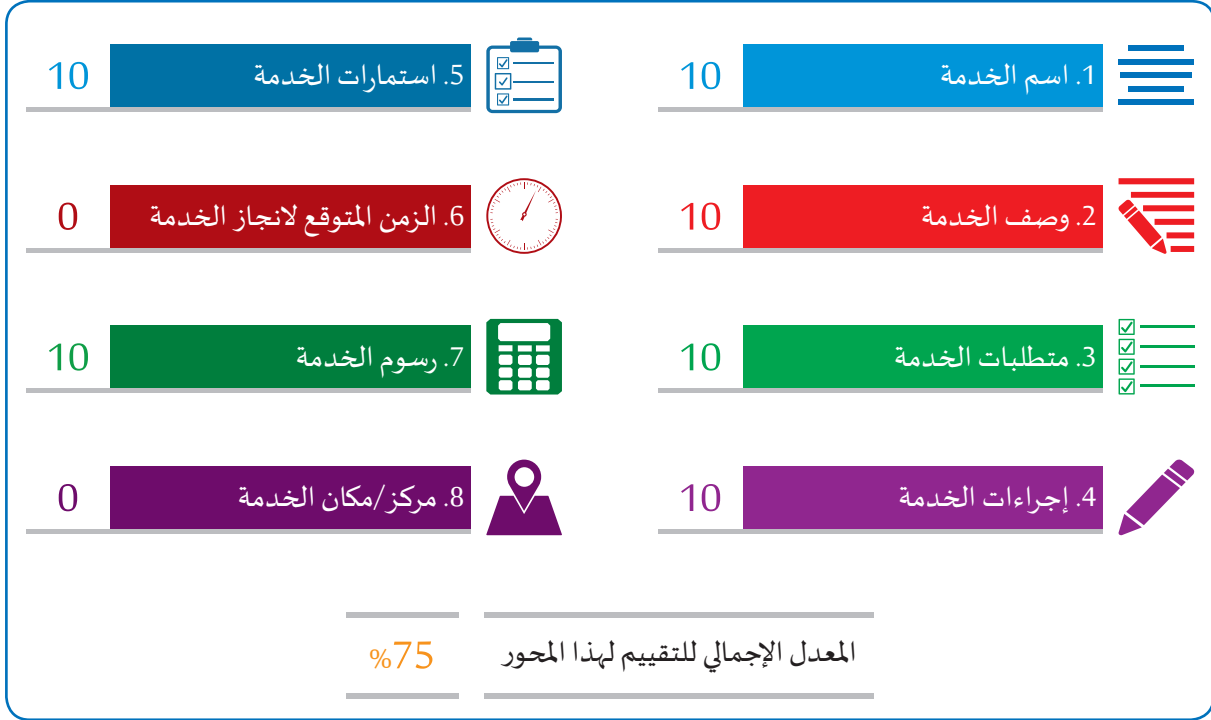 1. اسم الخدمة 10
2. وصف الخدمة 10
3. متطلبات الخدمة 10
4. إجراءات الخدمة 10
5. استمارات الخدمة 10
6. الزمن المتوقع لانجاز الخدمة 0
7. رسوم الخدمة 10
8. مركز/مكان الخدمة 0
المعدل الإجمالي للتقييم لهذا المحور %75